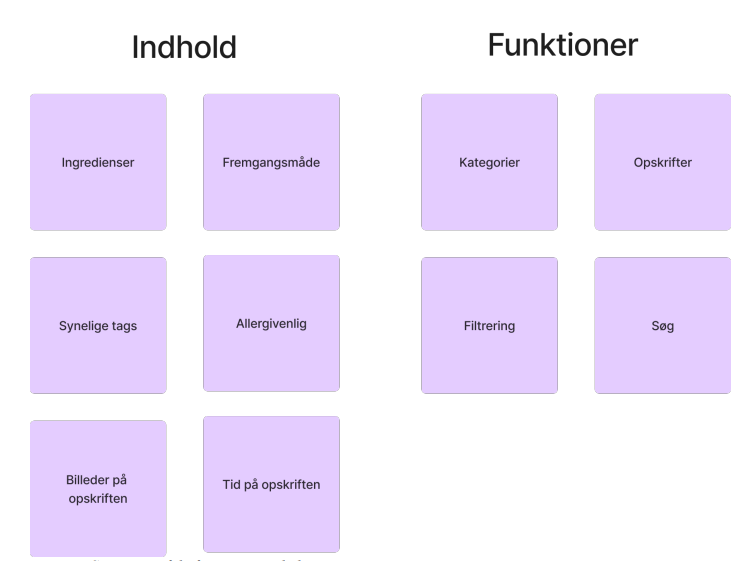 Indhold
Funktioner
Ingredienser
Fremgangsmåde
Kategorier
Opskrifter
Synelige tags
Allergivenlig
Filtrering
Søg
Billeder på
opskriften
Tid på opskriften